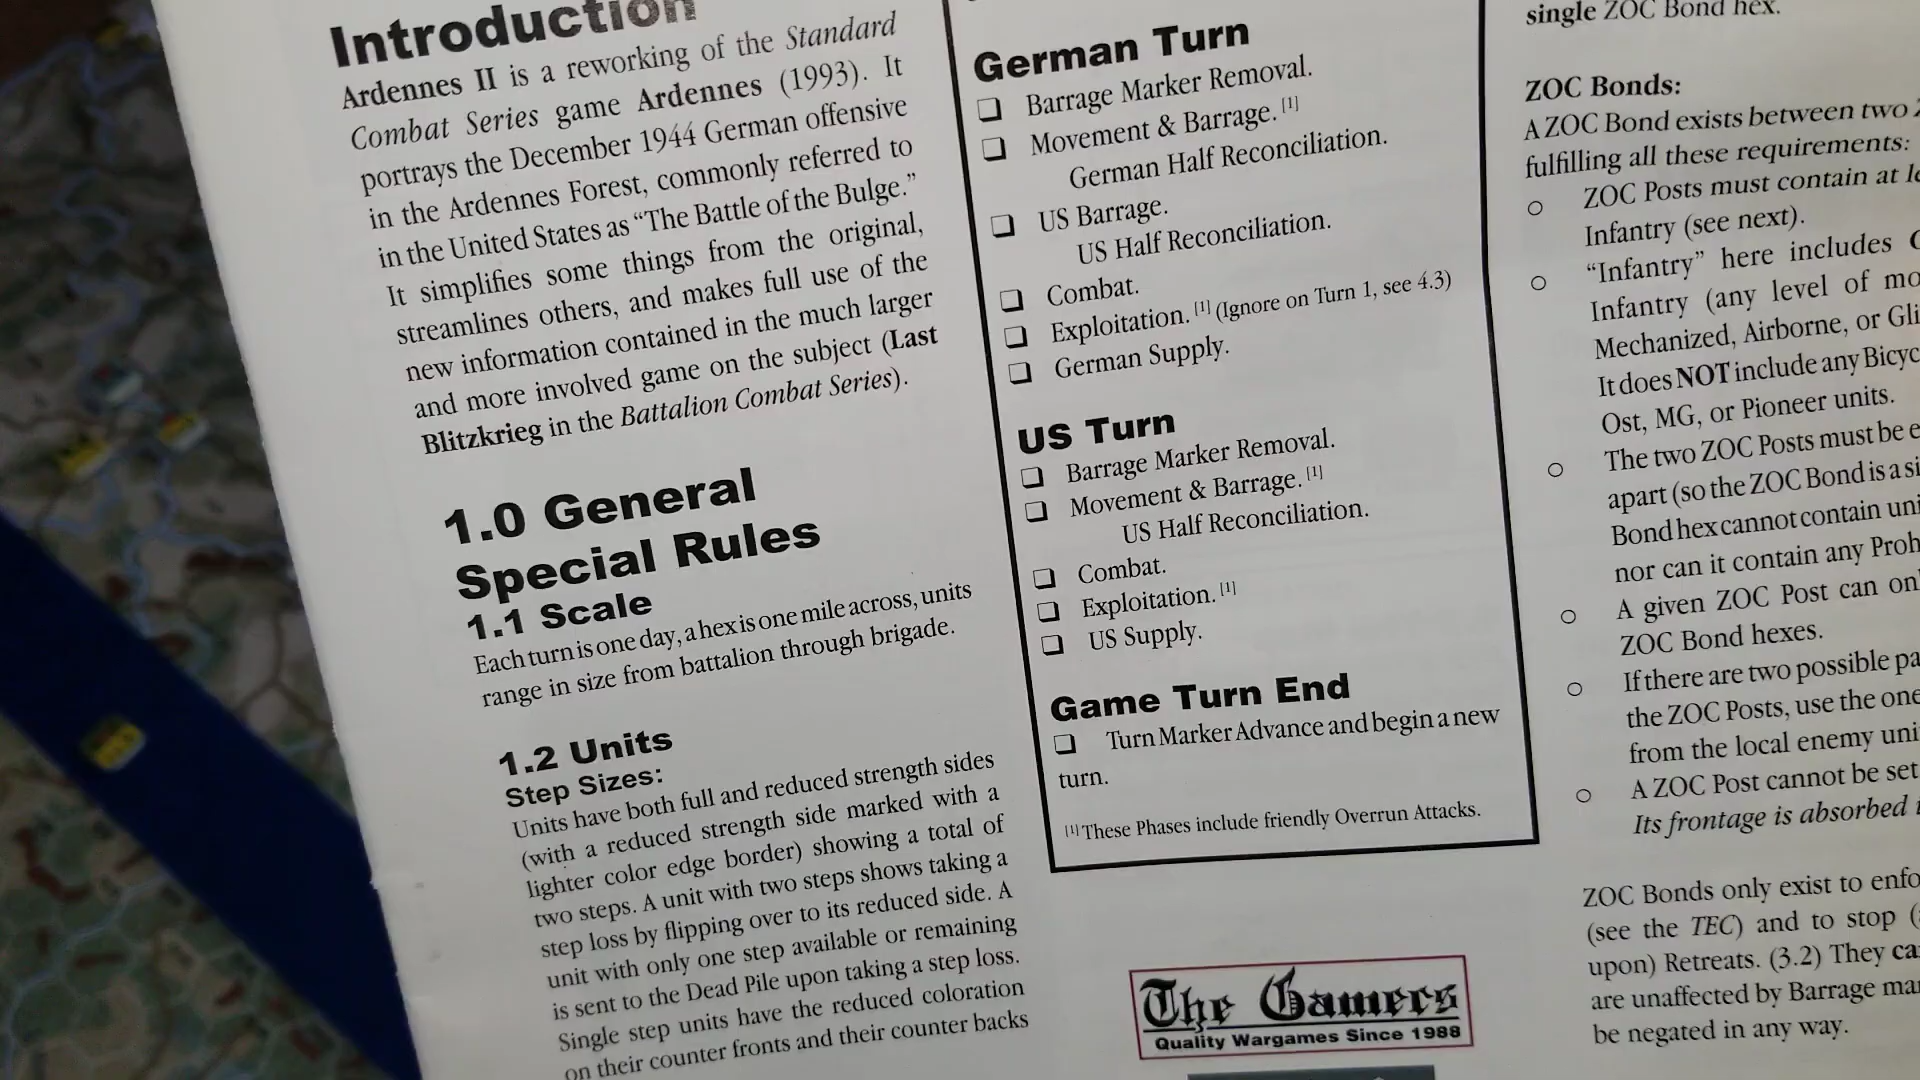 Introduction
Ardennes II is a reworking of the Standard
Combat Series game Ardennes (1993). It
portrays the December 1944 German offensive
in the Ardennes Forest, commonly referred to
in the United States as “The Battle of the Bulge.”
It simplifies some things from the original,
streamlines others, and makes full use of the
new information contained in the much larger
and more involved game on the subject (Last
Blitzkrieg in the Battalion Combat Series).
1.0 General
Special Rules
1.1 Scale
Each turn is one day, a hex is one mile across, units
range in size from battalion through brigade.
1.2 Units
Step Sizes:
Units have both full and reduced strength sides
(with a reduced strength side marked with a
lighter color edge border) showing a total of
two steps. A unit with two steps shows taking a
step loss by flipping over to its reduced side. A
unit with only one step available or remaining
is sent to the Dead Pile upon taking a step loss.
Single step units have the reduced coloration
on their counter fronts and their counter backs
German Turn
❏ Barrage Marker Removal.
❏ Movement & Barrage. [1]
German Half Reconciliation.
❏ US Barrage.
US Half Reconciliation.
❏ Combat.
❏ Exploitation. [1] (Ignore on Turn 1, see 4.3)
❏ German Supply.
US Turn
❏ Barrage Marker Removal.
❏ Movement & Barrage. [1]
US Half Reconciliation.
❏ Combat.
❏ Exploitation. [1]
❏ US Supply.
Game Turn End
❏ Turn Marker Advance and begin a new
turn.
[1] These Phases include friendly Overrun Attacks.
The Gamers
Quality Wargames Since 1988
single ZOC Bond hex.
ZOC Bonds:
A ZOC Bond exists between two
fulfilling all these requirements:
○ ZOC Posts must contain at
Infantry (see next).
○ “Infantry” here includes
Infantry (any level of
Mechanized, Airborne, or
It does NOT include any
Ost, MG, or Pioneer units.
○ The two ZOC Posts must be
apart (so the ZOC Bond is a
Bond hex cannot contain
nor can it contain any
○ A given ZOC Post can
ZOC Bond hexes.
○ If there are two possible
the ZOC Posts, use the one
from the local enemy
○ A ZOC Post cannot be set
Its frontage is absorbed
ZOC Bonds only exist to
(see the TEC) and to stop
upon) Retreats. (3.2) They
are unaffected by Barrage
be negated in any way.